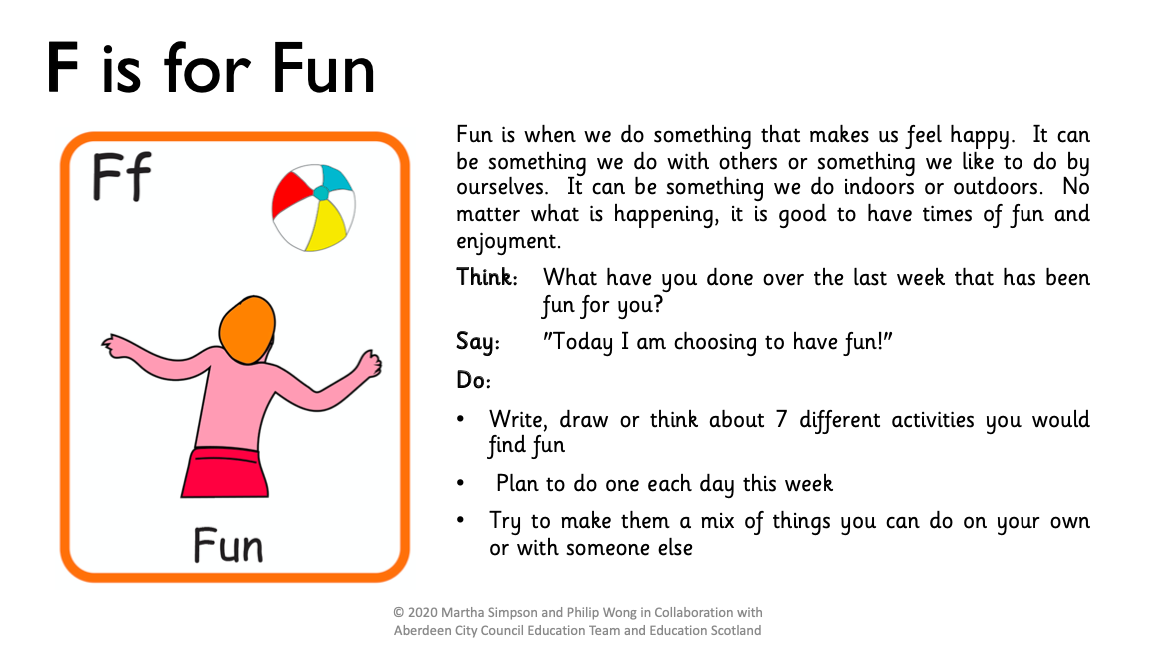 F is for Fun
Ff
Fun
Fun is when we do something that makes us feel happy. It can
be something we do with others or something we like to do by
ourselves. It can be something we do indoors or outdoors. No
matter what is happening, it is good to have times of fun and
enjoyment.
Think: What have you done over the last week that has been
fun for you?
Say: "Today I am choosing to have fun!"
Do:
• Write, draw or think about 7 different activities you would
find fun
• Plan to do one each day this week
• Try to make them a mix of things you can do on your own
or with someone else
© 2020 Martha Simpson and Philip Wong in Collaboration with
Aberdeen City Council Education Team and Education Scotland